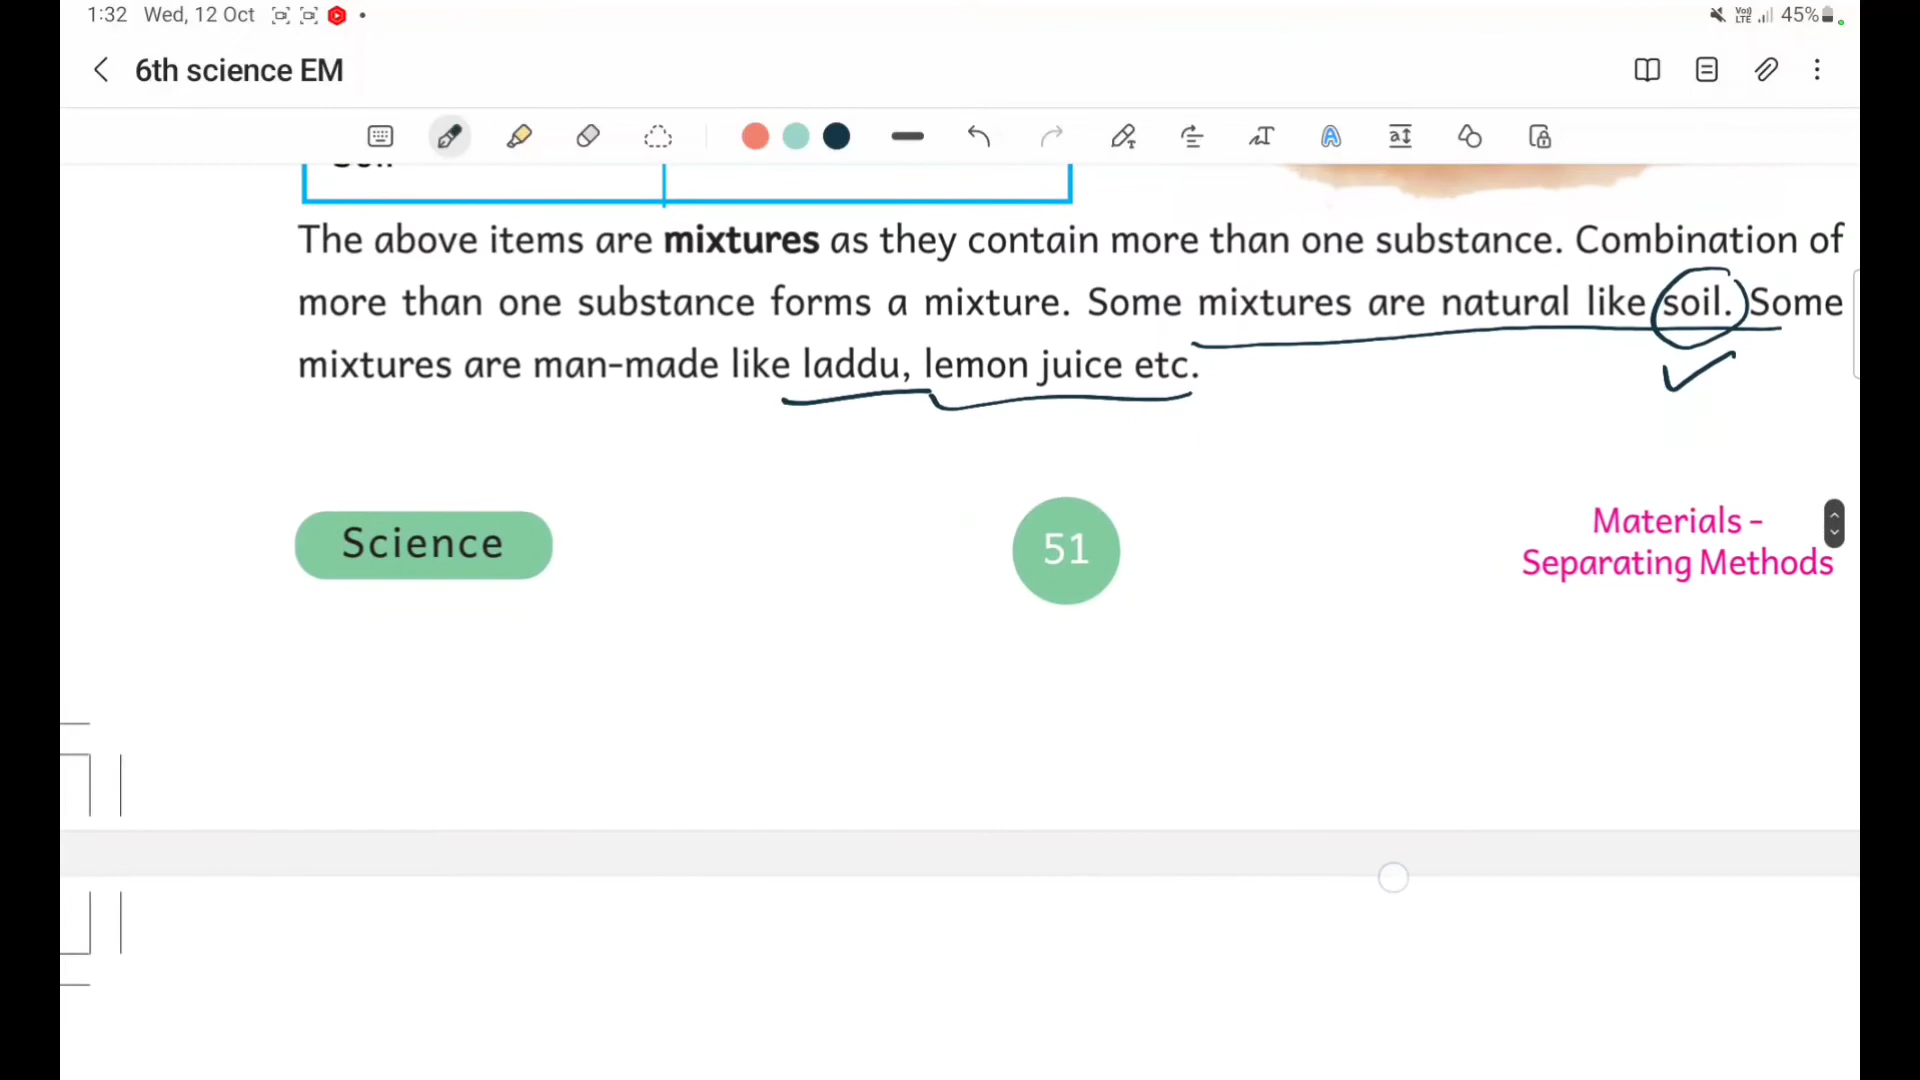 1:32 Wed, 12 Oct
45%
6th science EM
The above items are mixtures as they contain more than one substance. Combination of
more than one substance forms a mixture. Some mixtures are natural like soil. Some
mixtures are man-made like laddu, lemon juice etc.
Science
51
Materials -
Separating Methods